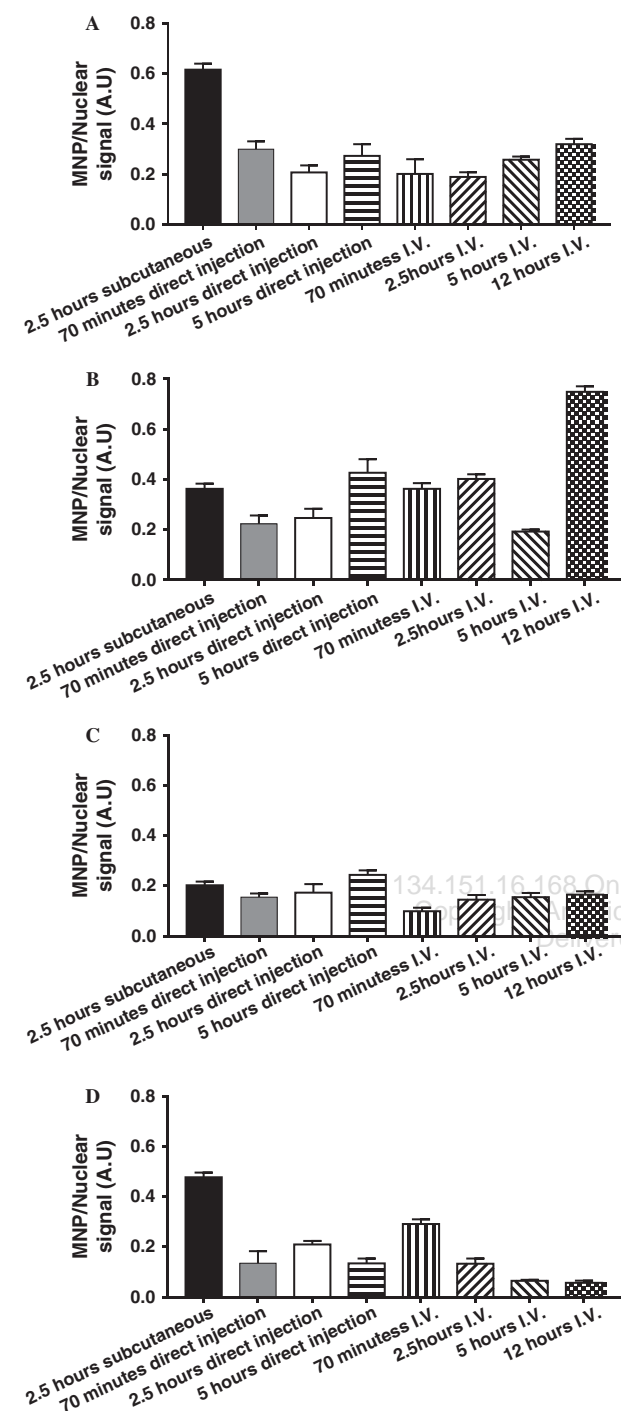 A
0.8
0.6
0.4
0.2
0.0
MNP/Nuclear
signal (A.U)
2.5 hours subcutaneous
70 minutes direct injection
2.5 hours direct injection
5 hours direct injection
70 minutess I.V.
2.5hours I.V.
5 hours I.V.
12 hours I.V.
B
0.8
0.6
0.4
0.2
0.0
MNP/Nuclear
signal (A.U)
2.5 hours subcutaneous
70 minutes direct injection
2.5 hours direct injection
5 hours direct injection
70 minutess I.V.
2.5hours I.V.
5 hours I.V.
12 hours I.V.
C
0.8
0.6
0.4
0.2
0.0
MNP/Nuclear
signal (A.U)
134.151.16.168 On
2.5 hours subcutaneous
70 minutes direct injection
2.5 hours direct injection
5 hours direct injection
70 minutess I.V.
2.5hours I.V.
5 hours I.V.
12 hours I.V.
D
0.8
0.6
0.4
0.2
0.0
MNP/Nuclear
signal (A.U)
2.5 hours subcutaneous
70 minutes direct injection
2.5 hours direct injection
5 hours direct injection
70 minutess I.V.
2.5hours I.V.
5 hours I.V.
12 hours I.V.